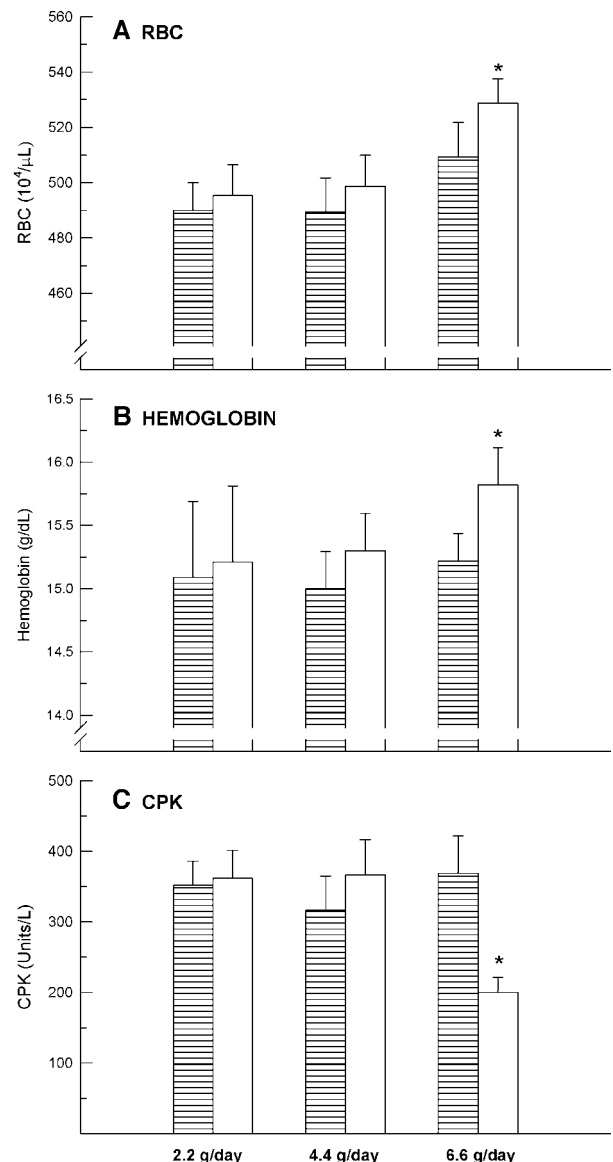 A RBC
560
540
520
500
480
460
RBC (10⁴/µL)
*
B HEMOGLOBIN
16.5
16.0
15.5
15.0
14.5
14.0
Hemoglobin (g/dL)
*
C CPK
500
400
300
200
100
CPK (Units/L)
*
2.2 g/day 4.4 g/day 6.6 g/day